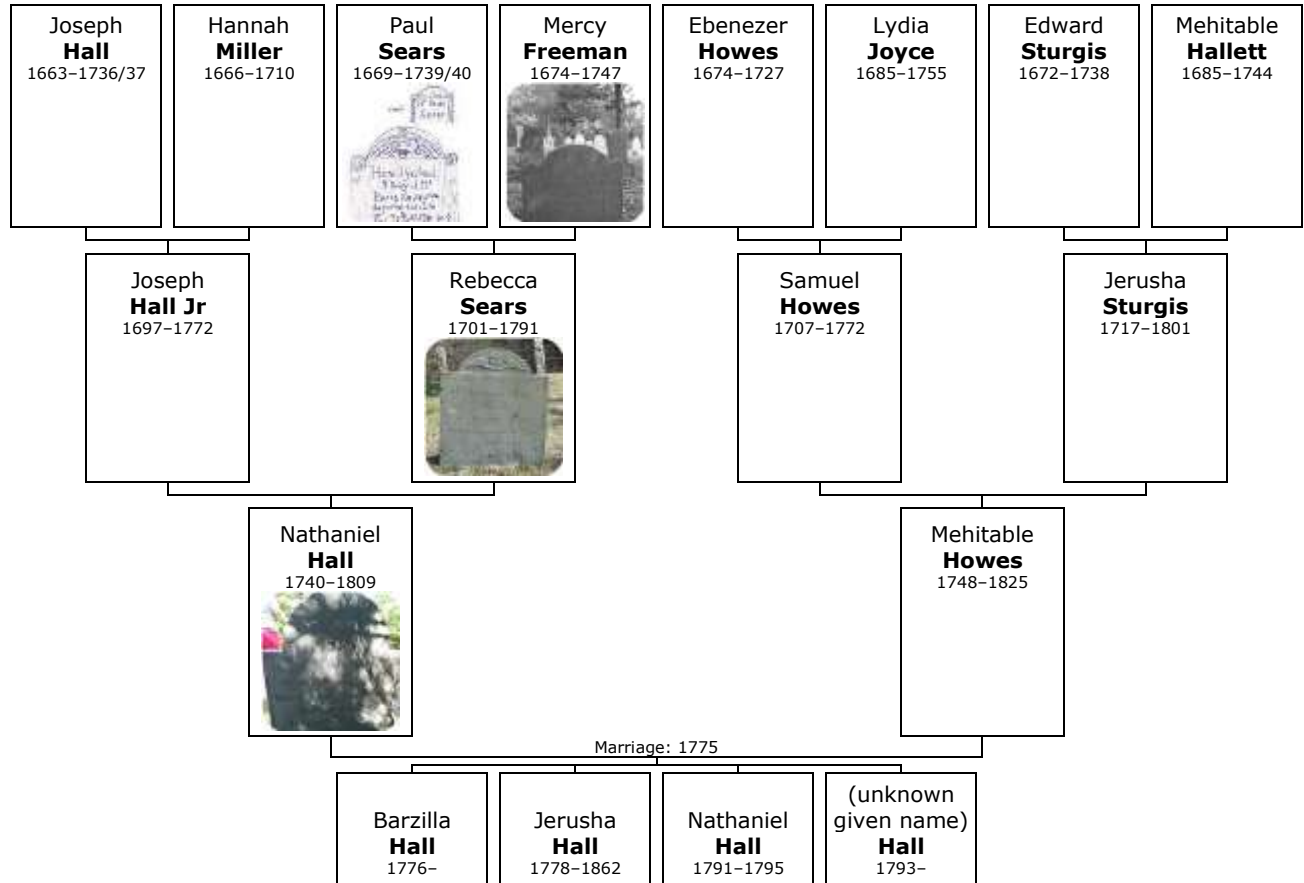 Joseph
Hall
1663–1736/37
Hannah
Miller
1666–1710
Paul
Sears
1669–1739/40
Mercy
Freeman
1674–1747
Ebenezer
Howes
1674–1727
Lydia
Joyce
1685–1755
Edward
Sturgis
1672–1738
Mehitable
Hallett
1685–1744
Joseph
Hall Jr
1697–1772
Rebecca
Sears
1701–1791
Samuel
Howes
1707–1772
Jerusha
Sturgis
1717–1801
Nathaniel
Hall
1740–1809
Mehitable
Howes
1748–1825
Marriage: 1775
Barzilla
Hall
1776–
Jerusha
Hall
1778–1862
Nathaniel
Hall
1791–1795
(unknown
given name)
Hall
1793–